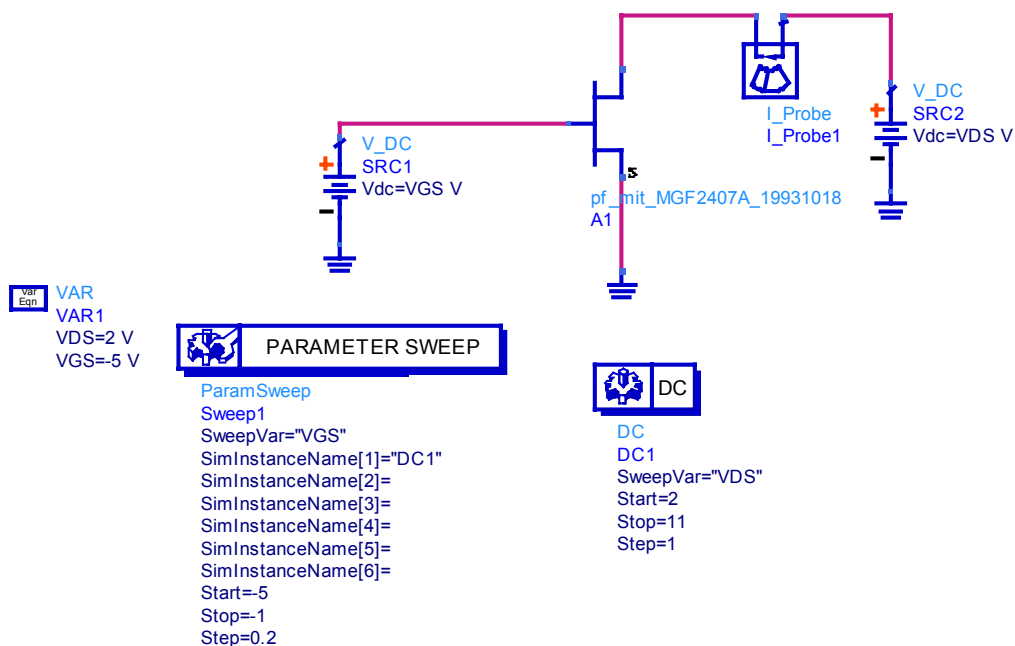 I_Probe
I_Probe1
V_DC
SRC2
Vdc=VDS V
V_DC
SRC1
Vdc=VGS V
pf_mit_MGF2407A_19931018
A1
Var
Eqn
VAR
VAR1
VDS=2 V
VGS=-5 V
PARAMETER SWEEP
ParamSweep
Sweep1
SweepVar="VGS"
SimInstanceName[1]="DC1"
SimInstanceName[2]=
SimInstanceName[3]=
SimInstanceName[4]=
SimInstanceName[5]=
SimInstanceName[6]=
Start=-5
Stop=-1
Step=0.2
DC
DC
DC1
SweepVar="VDS"
Start=2
Stop=11
Step=1